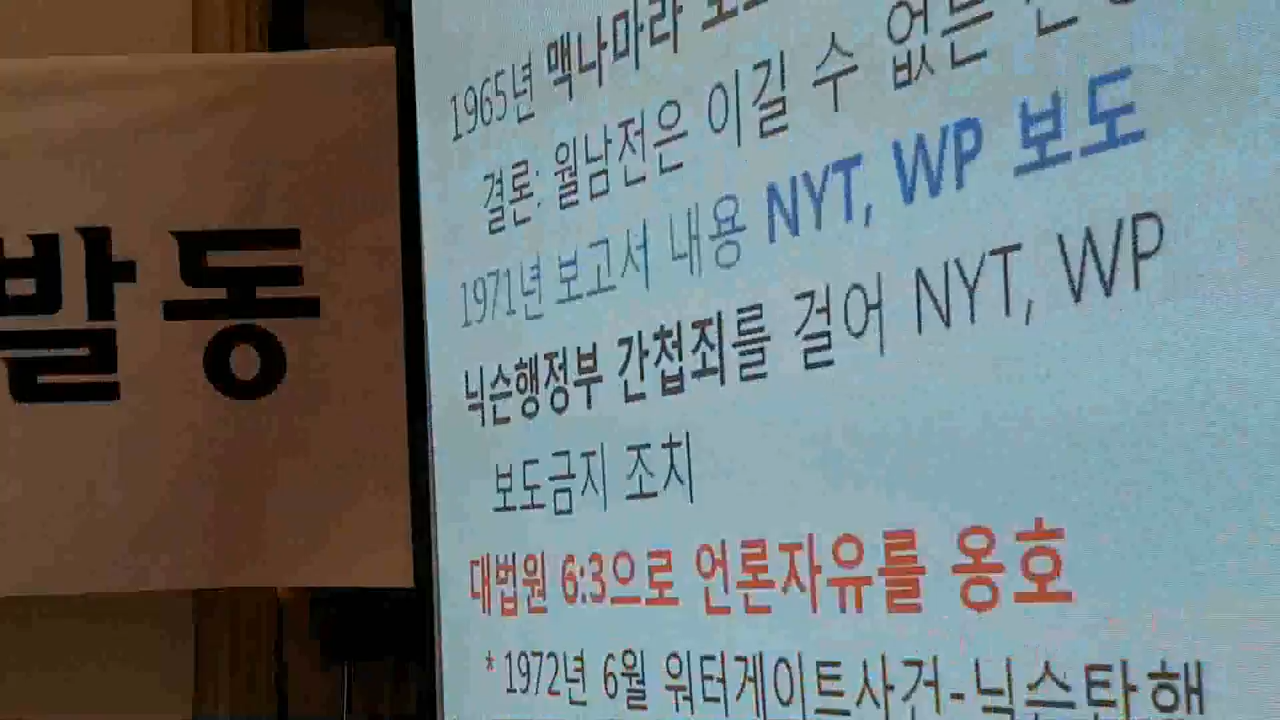 발동
1965년 맥나마라
결론: 월남전은 이길 수 없는
1971년 보고서 내용 NYT, WP 보도
닉슨행정부 간첩죄를 걸어 NYT, WP
보도금지 조치
대법원 6:3으로 언론자유를 옹호
* 1972년 6월 워터게이트사건-닉슨탄핵